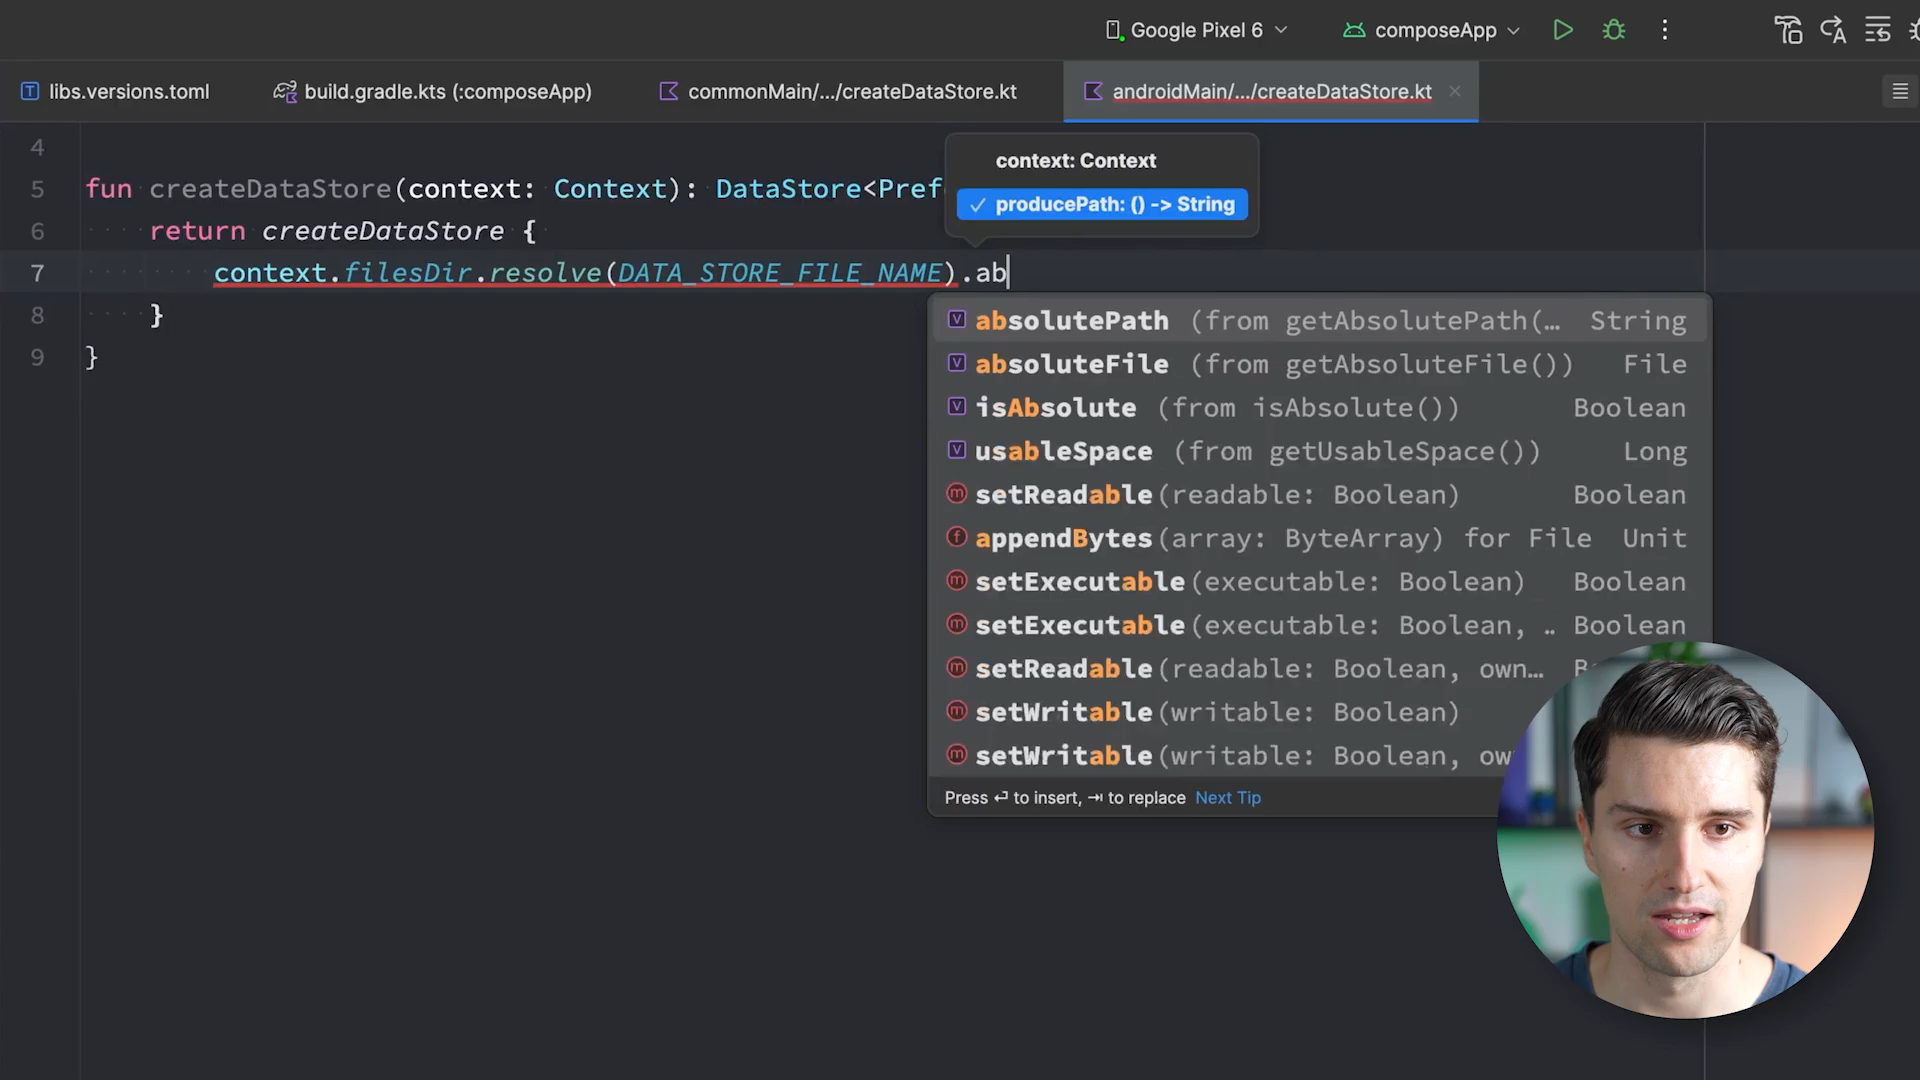 Google Pixel 6 composeApp
libs.versions.toml build.gradle.kts (:composeApp) commonMain/.../createDataStore.kt androidMain/.../createDataStore.kt
4
context: Context
5 fun createDataStore(context: Context): DataStore<Prefe
✓ producePath: () -> String
6 return createDataStore {
7 context.filesDir.resolve(DATA_STORE_FILE_NAME).ab
8 }
absolutePath (from getAbsolutePath(… String
9 }
absoluteFile (from getAbsoluteFile()) File
isAbsolute (from isAbsolute()) Boolean
usableSpace (from getUsableSpace()) Long
setReadable(readable: Boolean) Boolean
appendBytes(array: ByteArray) for File Unit
setExecutable(executable: Boolean) Boolean
setExecutable(executable: Boolean, .. Boolean
setReadable(readable: Boolean, own…
setWritable(writable: Boolean)
setWritable(writable: Boolean, ow
Press ⏎ to insert, ⇥ to replace Next Tip